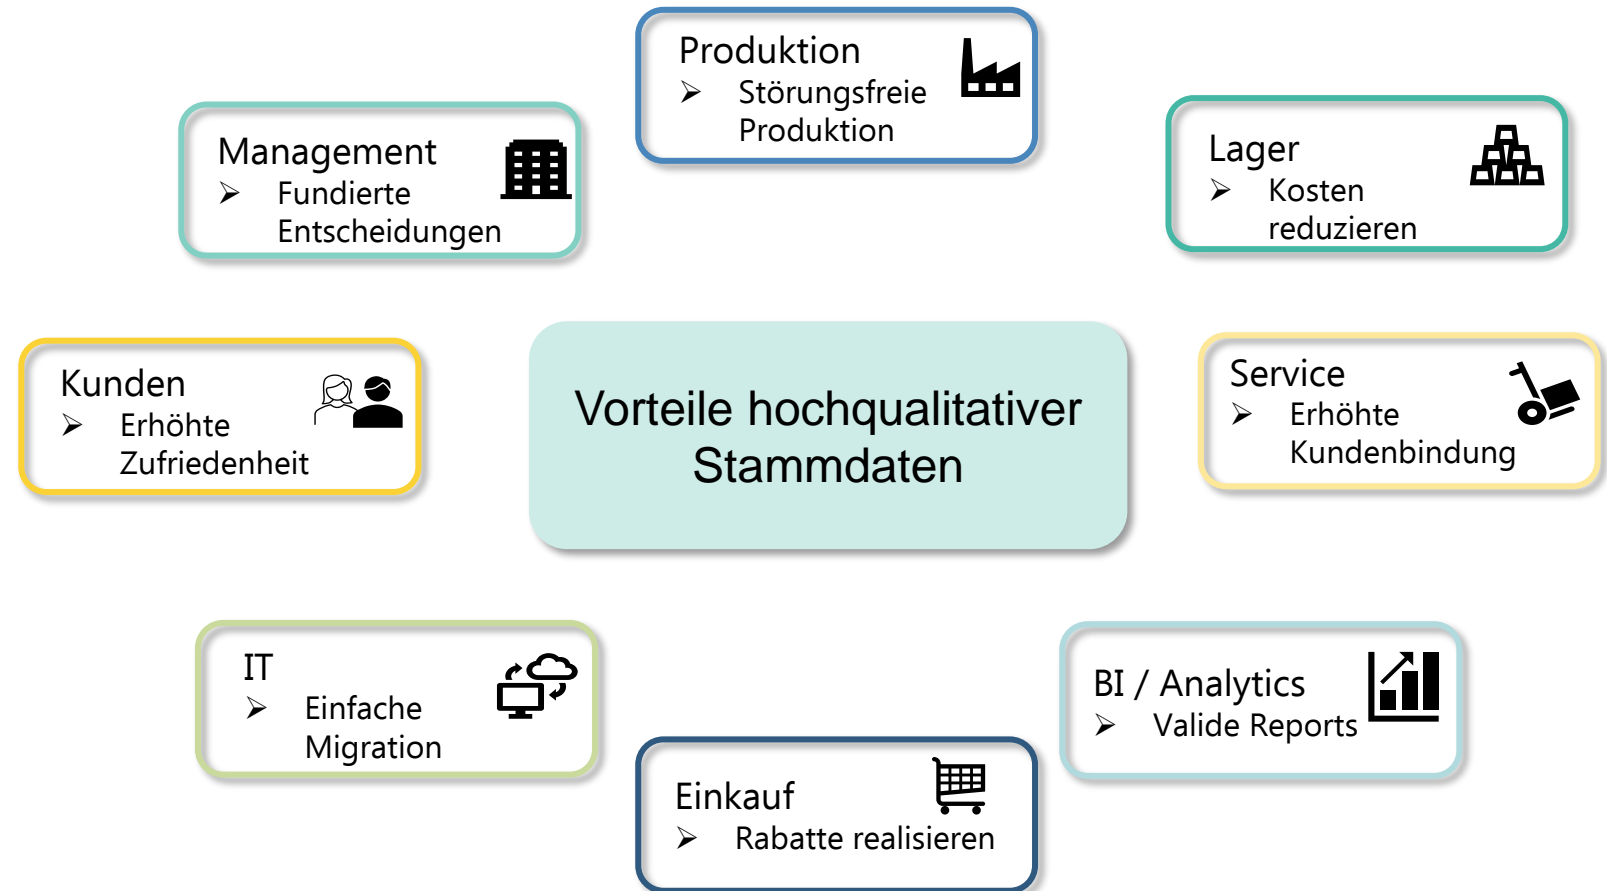 Produktion
➢ Störungsfreie
Produktion
Management
➢ Fundierte
Entscheidungen
Lager
➢ Kosten
reduzieren
Kunden
➢ Erhöhte
Zufriedenheit
Vorteile hochqualitativer
Stammdaten
Service
➢ Erhöhte
Kundenbindung
IT
➢ Einfache
Migration
BI / Analytics
➢ Valide Reports
Einkauf
➢ Rabatte realisieren